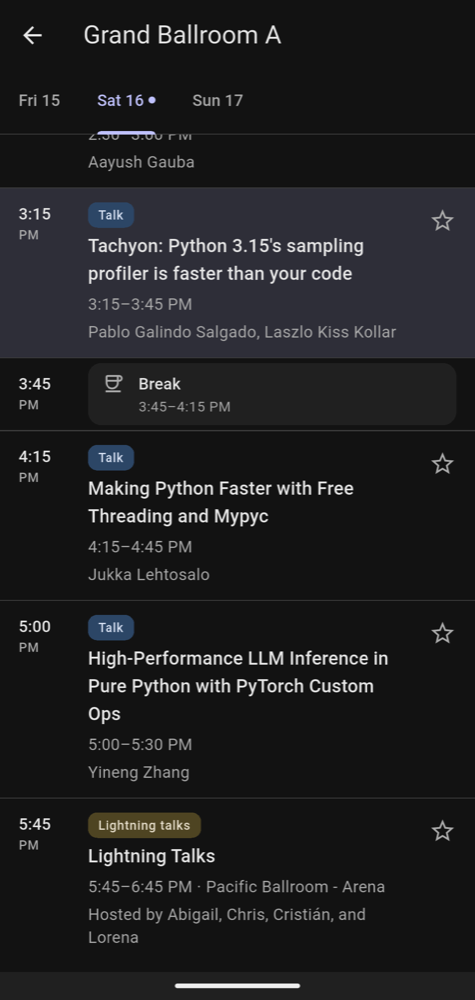 Grand Ballroom A
Fri 15
Sat 16
Sun 17
2:30–3:00 PM
Aayush Gauba
3:15
PM
Talk
Tachyon: Python 3.15's sampling
profiler is faster than your code
3:15–3:45 PM
Pablo Galindo Salgado, Laszlo Kiss Kollar
3:45
PM
Break
3:45–4:15 PM
4:15
PM
Talk
Making Python Faster with Free
Threading and Mypyc
4:15–4:45 PM
Jukka Lehtosalo
5:00
PM
Talk
High-Performance LLM Inference in
Pure Python with PyTorch Custom
Ops
5:00–5:30 PM
Yineng Zhang
5:45
PM
Lightning talks
Lightning Talks
5:45–6:45 PM · Pacific Ballroom - Arena
Hosted by Abigail, Chris, Cristián, and
Lorena